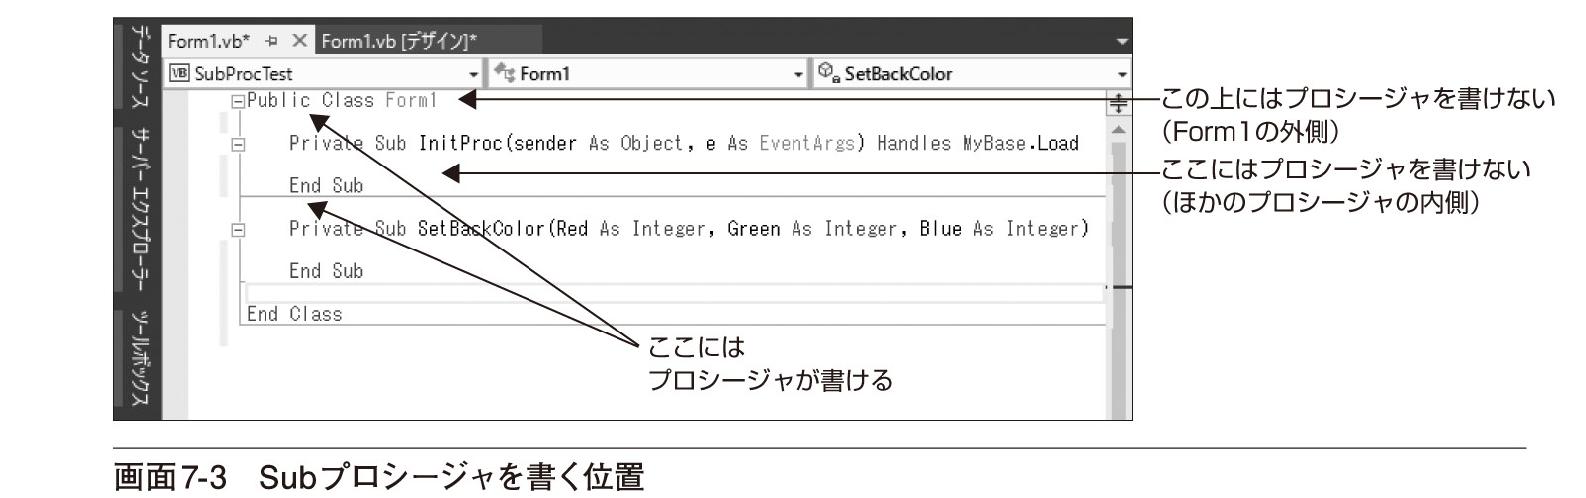 Form1.vb*
Form1.vb [デザイン]*
VB SubProcTest
Form1
SetBackColor
データ ソース
サーバー エクスプローラー
ツールボックス
Public Class Form1
Private Sub InitProc(sender As Object, e As EventArgs) Handles MyBase.Load
End Sub
Private Sub SetBackColor(Red As Integer, Green As Integer, Blue As Integer)
End Sub
End Class
この上にはプロシージャを書けない
（Form1の外側）
ここにはプロシージャを書けない
（ほかのプロシージャの内側）
ここには
プロシージャが書ける
画面7-3　Subプロシージャを書く位置